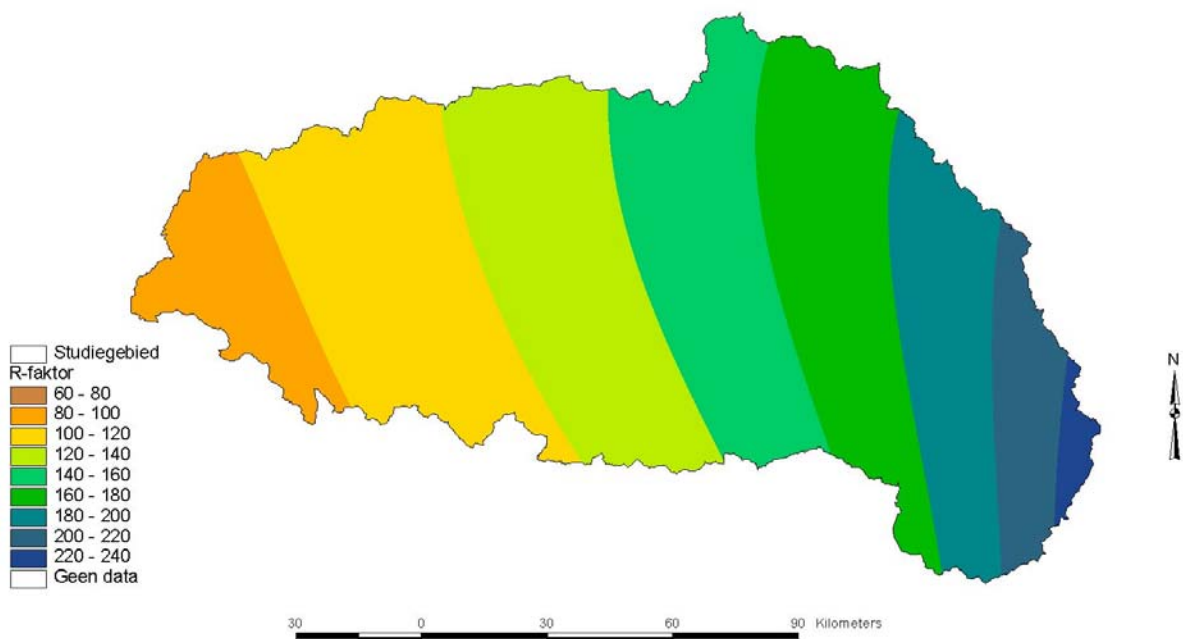 Studiegebied
R-faktor
60 - 80
80 - 100
100 - 120
120 - 140
140 - 160
160 - 180
180 - 200
200 - 220
220 - 240
Geen data
N
30 0 30 60 90 Kilometers